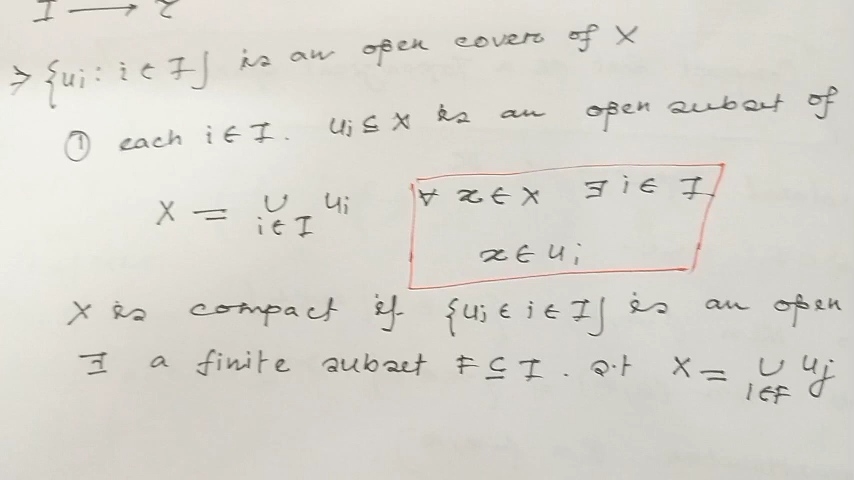 I → τ
⇒ {ui : i ∈ I} is an open cover of X
① each i ∈ I. ui ⊆ X is an open subset of
X = ∪ ui ∀ x ∈ X ∃ i ∈ I
i ∈ I x ∈ ui
X is compact if {ui ∈ i ∈ I} is an open
∃ a finite subset F ⊆ I. s.t X = ∪ uj
i∈F